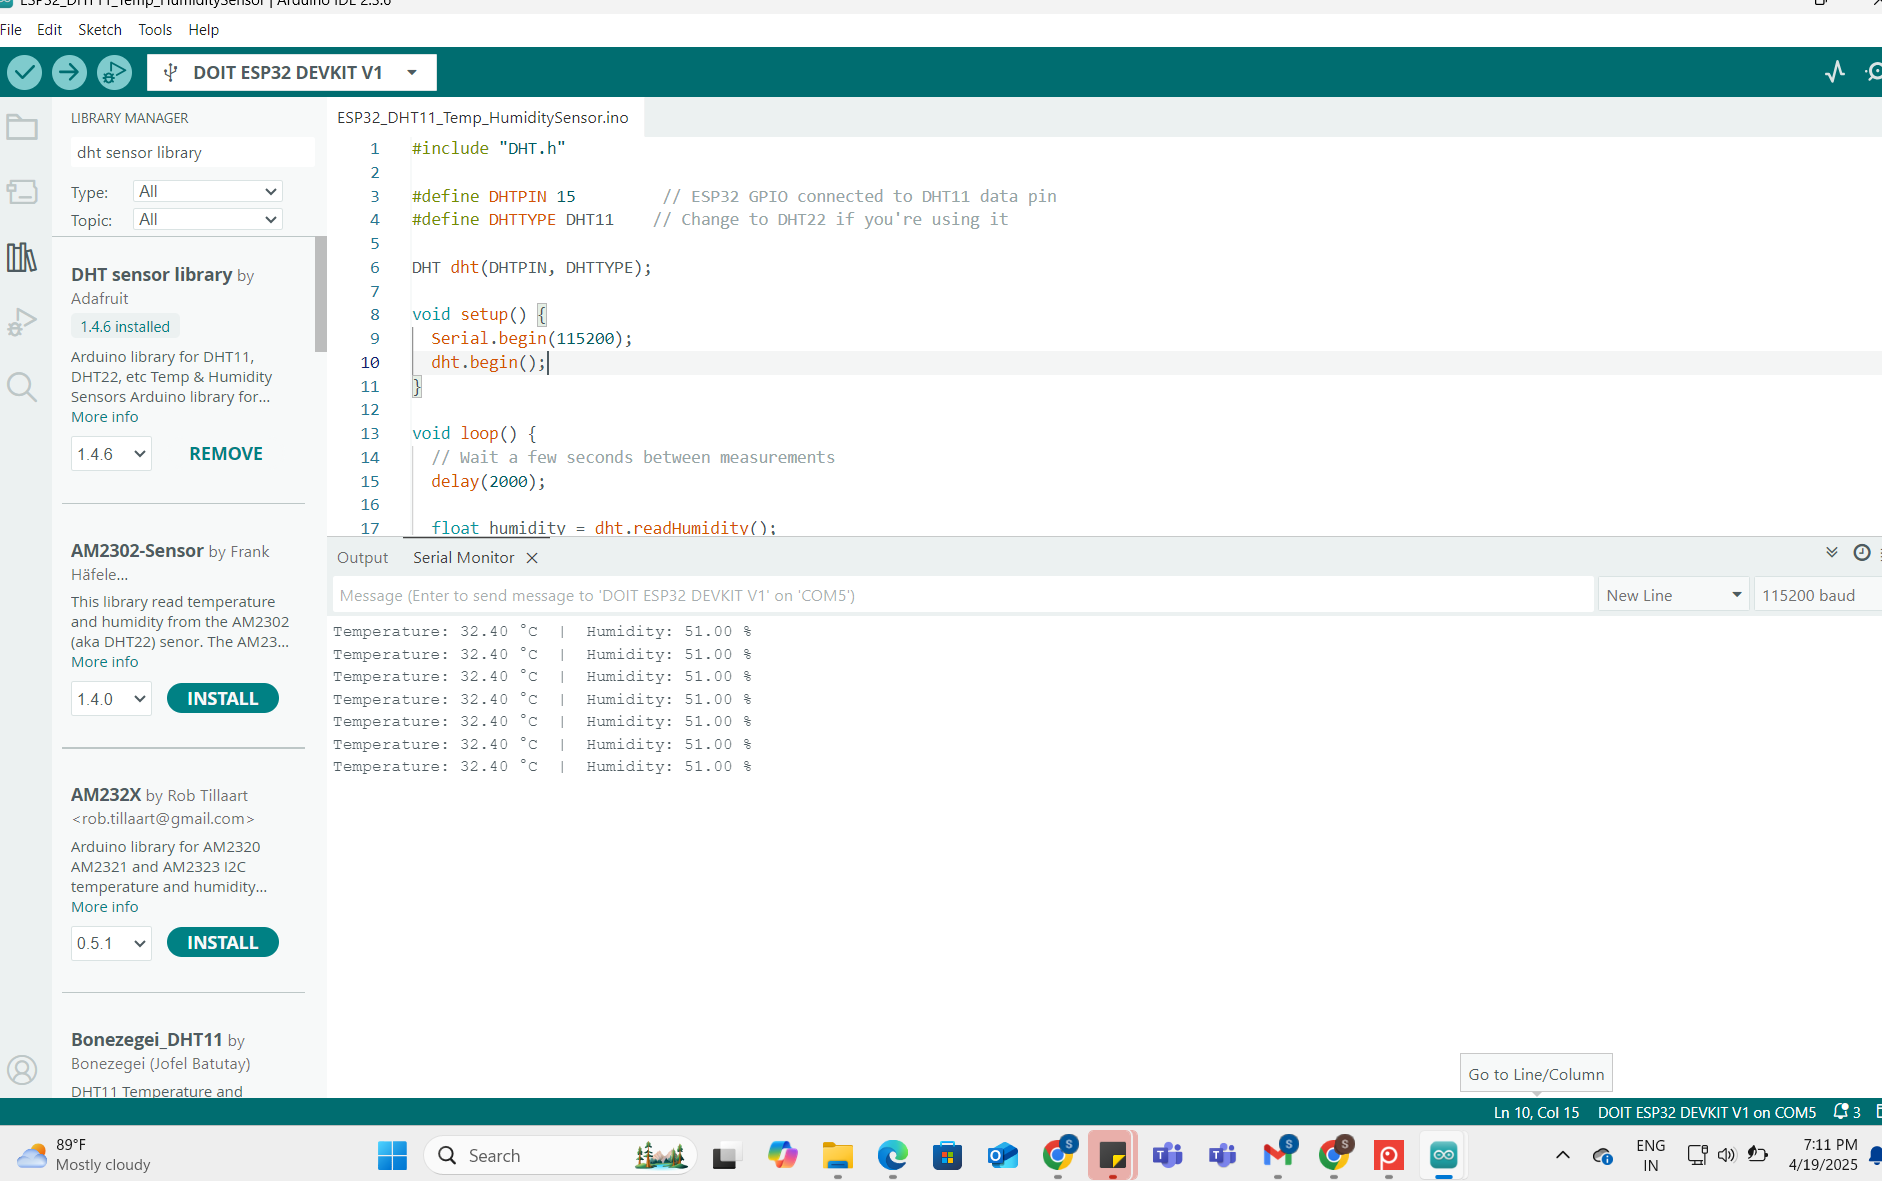 ESP32_DHT11_Temp_HumiditySensor | Arduino IDE 2.3.6
File Edit Sketch Tools Help
DOIT ESP32 DEVKIT V1
LIBRARY MANAGER
dht sensor library
Type: All
Topic: All
DHT sensor library by
Adafruit
1.4.6 installed
Arduino library for DHT11,
DHT22, etc Temp & Humidity
Sensors Arduino library for...
More info
1.4.6 REMOVE
AM2302-Sensor by Frank
Häfele...
This library read temperature
and humidity from the AM2302
(aka DHT22) senor. The AM23...
More info
1.4.0 INSTALL
AM232X by Rob Tillaart
<rob.tillaart@gmail.com>
Arduino library for AM2320
AM2321 and AM2323 I2C
temperature and humidity...
More info
0.5.1 INSTALL
Bonezegei_DHT11 by
Bonezegei (Jofel Batutay)
DHT11 Temperature and
ESP32_DHT11_Temp_HumiditySensor.ino
1 #include "DHT.h"
2
3 #define DHTPIN 15 // ESP32 GPIO connected to DHT11 data pin
4 #define DHTTYPE DHT11 // Change to DHT22 if you're using it
5
6 DHT dht(DHTPIN, DHTTYPE);
7
8 void setup() {
9 Serial.begin(115200);
10 dht.begin();
11 }
12
13 void loop() {
14 // Wait a few seconds between measurements
15 delay(2000);
16
17 float humidity = dht.readHumidity();
Output Serial Monitor
Message (Enter to send message to 'DOIT ESP32 DEVKIT V1' on 'COM5')
New Line
115200 baud
Temperature: 32.40 °C | Humidity: 51.00 %
Temperature: 32.40 °C | Humidity: 51.00 %
Temperature: 32.40 °C | Humidity: 51.00 %
Temperature: 32.40 °C | Humidity: 51.00 %
Temperature: 32.40 °C | Humidity: 51.00 %
Temperature: 32.40 °C | Humidity: 51.00 %
Temperature: 32.40 °C | Humidity: 51.00 %
Go to Line/Column
Ln 10, Col 15 DOIT ESP32 DEVKIT V1 on COM5 3
89°F
Mostly cloudy
Search
S
S
S
ENG
IN
7:11 PM
4/19/2025